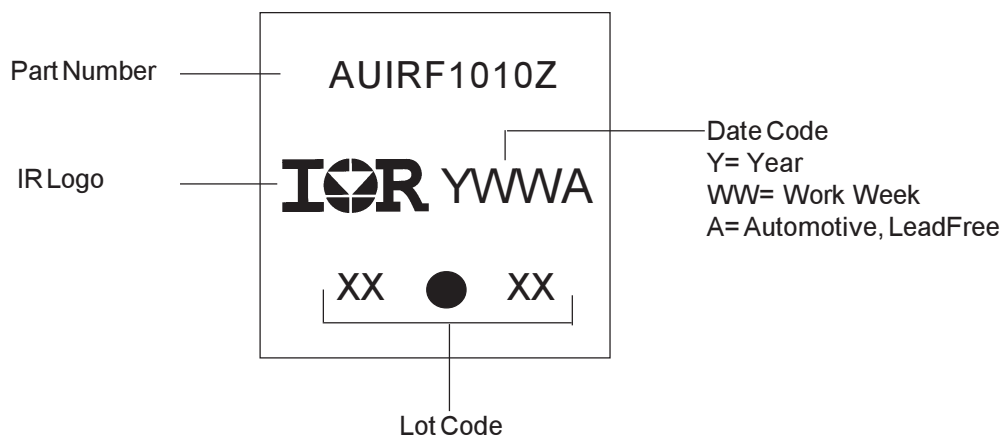 Part Number
AUIRF1010Z
Date Code
Y= Year
WW= Work Week
A= Automotive, LeadFree
IR Logo
IOR YWWA
XX XX
Lot Code